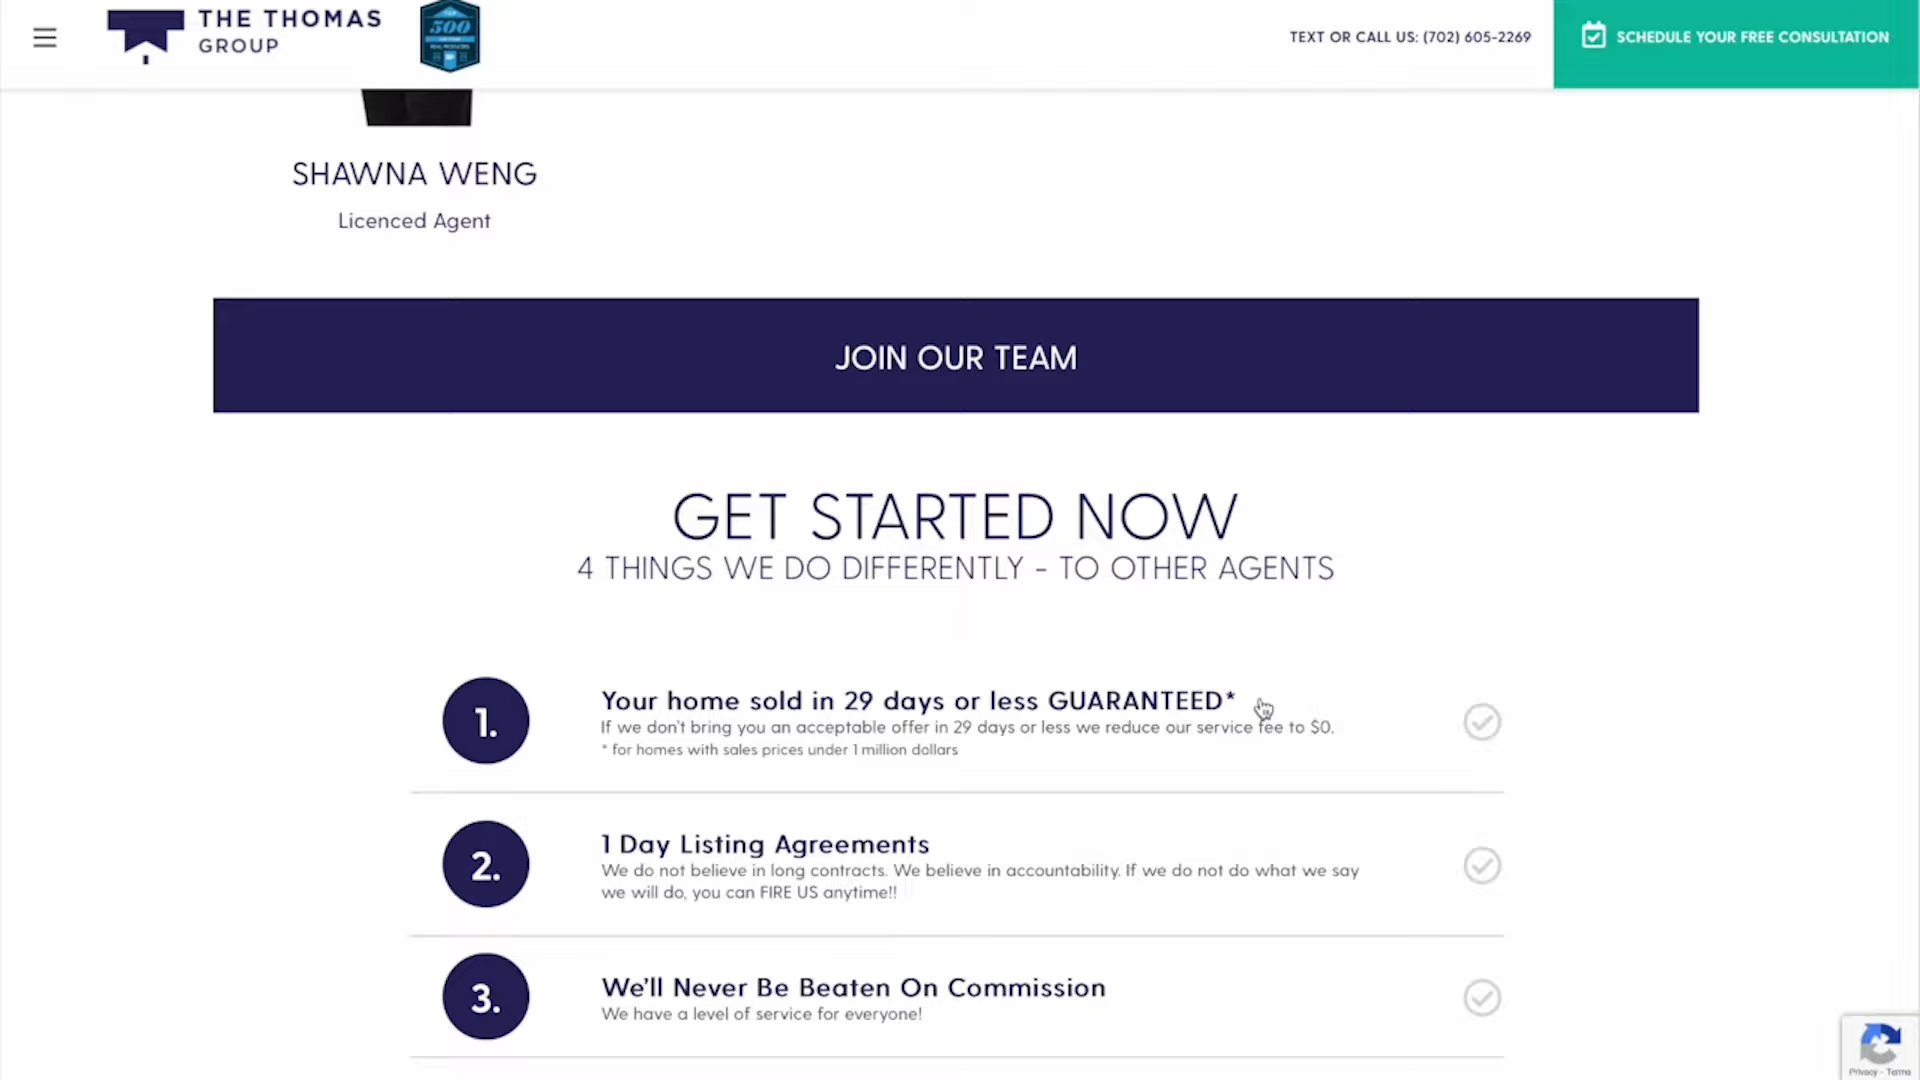 THE THOMAS
GROUP
500
REAL PRODUCERS
TEXT OR CALL US: (702) 605-2269
SCHEDULE YOUR FREE CONSULTATION
SHAWNA WENG
Licenced Agent
JOIN OUR TEAM
GET STARTED NOW
4 THINGS WE DO DIFFERENTLY - TO OTHER AGENTS
1.
Your home sold in 29 days or less GUARANTEED*
If we don't bring you an acceptable offer in 29 days or less we reduce our service fee to $0.
* for homes with sales prices under 1 million dollars
2.
1 Day Listing Agreements
We do not believe in long contracts. We believe in accountability. If we do not do what we say
we will do, you can FIRE US anytime!!
3.
We'll Never Be Beaten On Commission
We have a level of service for everyone!
Privacy - Terms